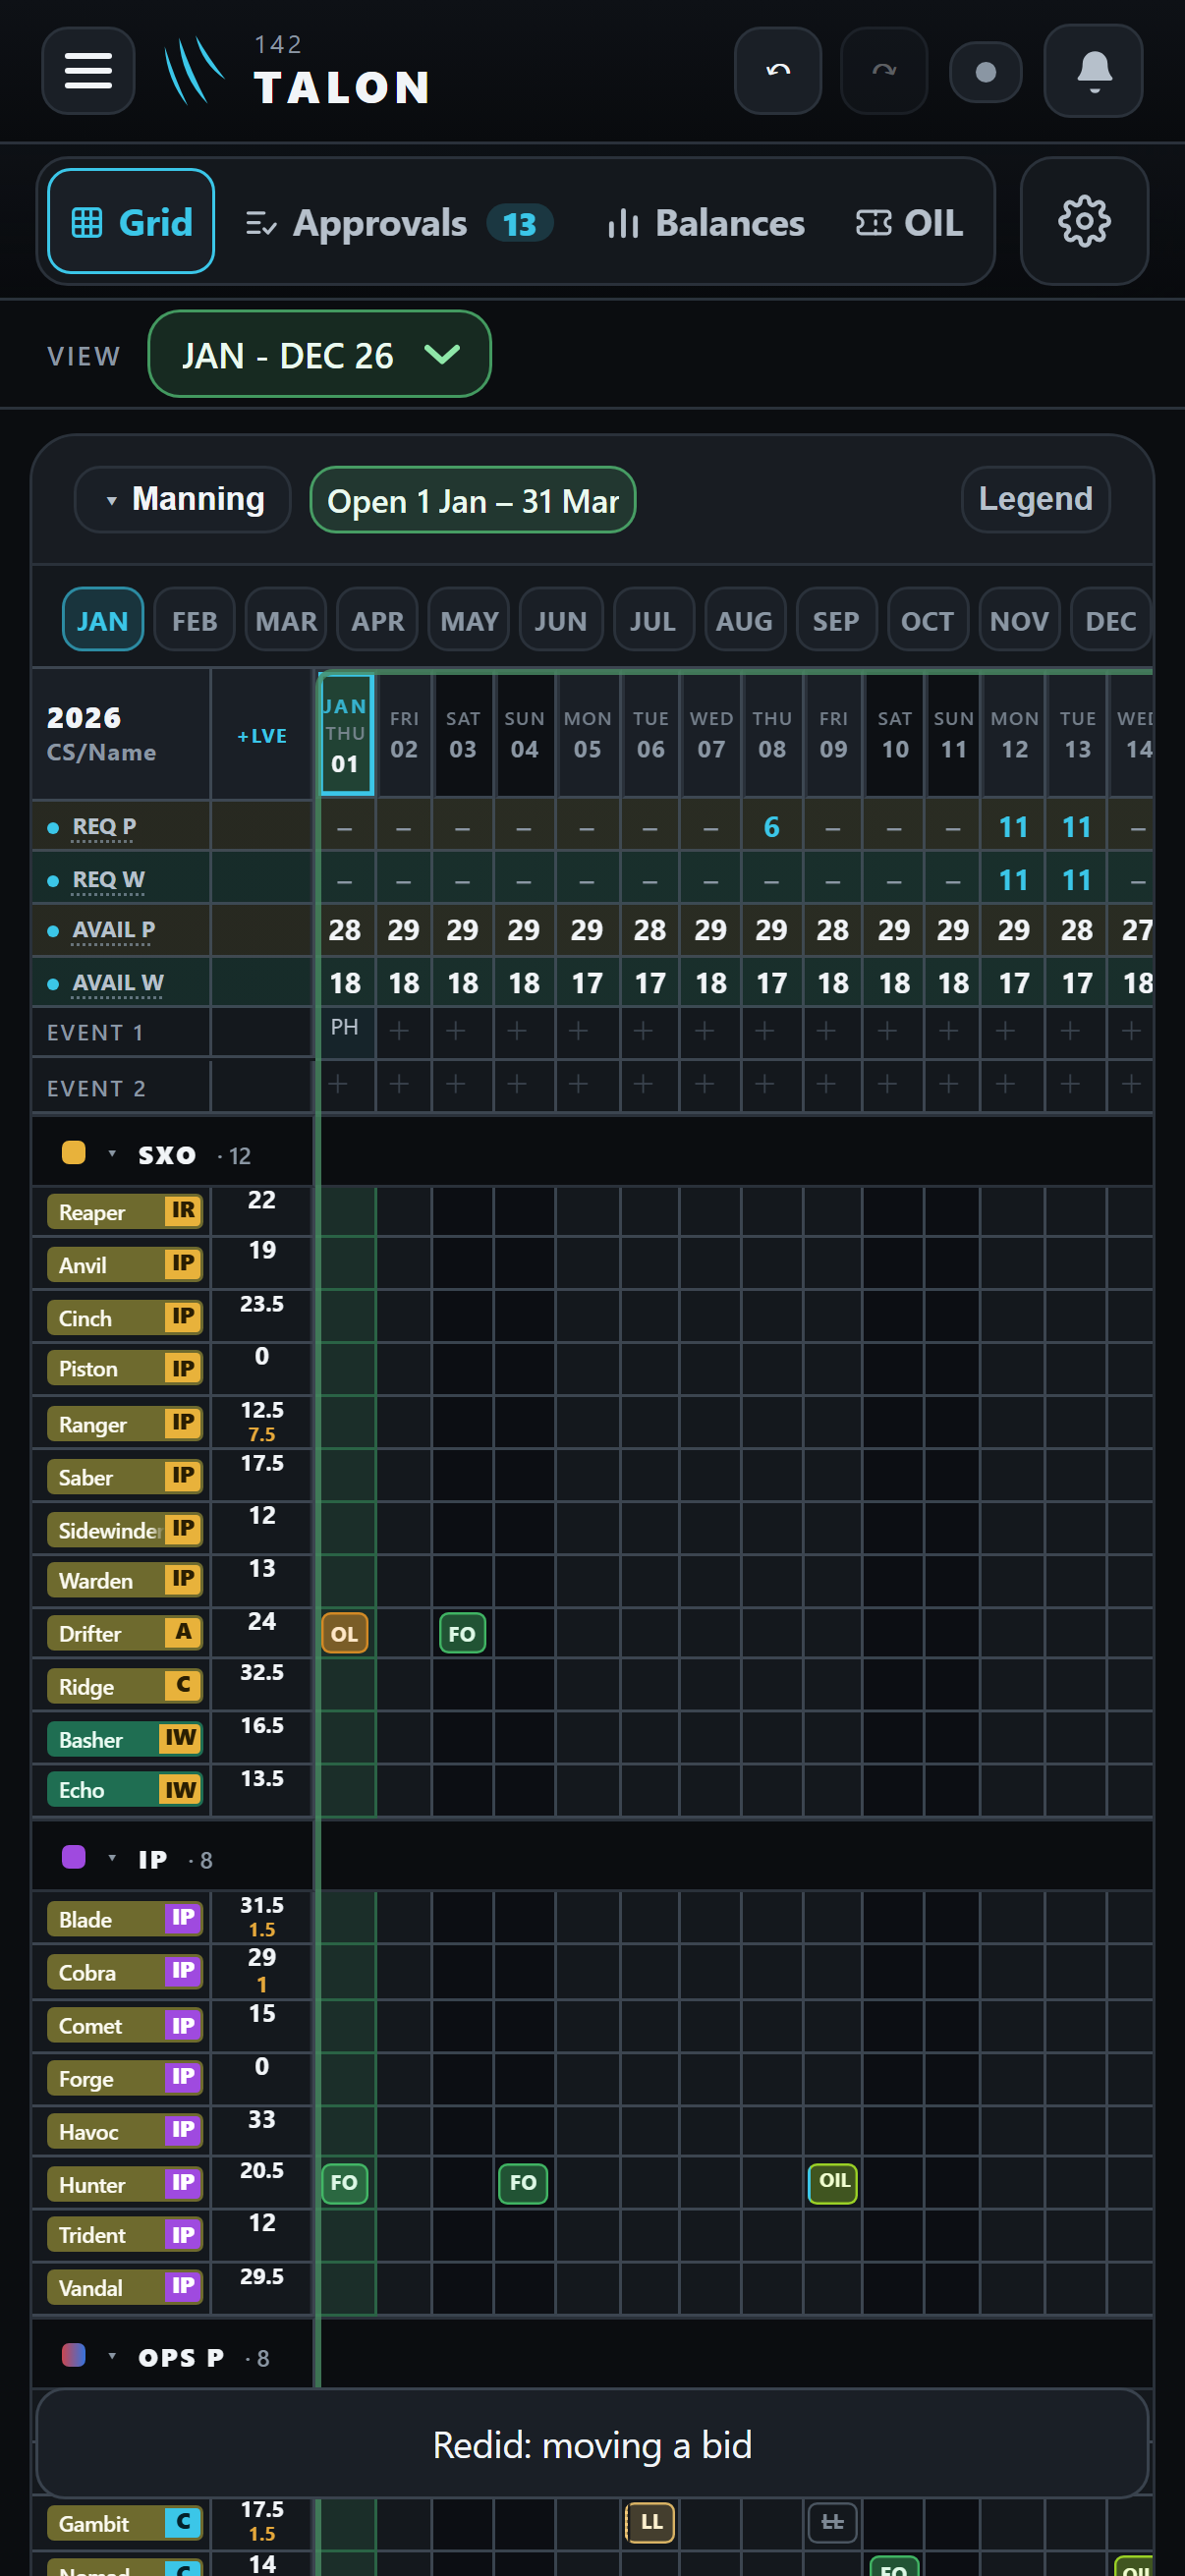 142
TALON
Grid Approvals 13 Balances OIL
VIEW JAN - DEC 26
▾ Manning Open 1 Jan – 31 Mar Legend
JAN FEB MAR APR MAY JUN JUL AUG SEP OCT NOV DEC
2026
CS/Name
+LVE
JAN THU 01
FRI 02
SAT 03
SUN 04
MON 05
TUE 06
WED 07
THU 08
FRI 09
SAT 10
SUN 11
MON 12
TUE 13
WED 14
REQ P – – – – – – – 6 – – – 11 11 –
REQ W – – – – – – – – – – – 11 11 –
AVAIL P 28 29 29 29 29 28 29 29 28 29 29 29 28 27
AVAIL W 18 18 18 18 17 17 18 17 18 18 18 17 17 18
EVENT 1 PH + + + + + + + + + + + + +
EVENT 2 + + + + + + + + + + + + + +
▾ SXO · 12
Reaper IR 22
Anvil IP 19
Cinch IP 23.5
Piston IP 0
Ranger IP 12.5
7.5
Saber IP 17.5
Sidewinder IP 12
Warden IP 13
Drifter A 24 OL FO
Ridge C 32.5
Basher IW 16.5
Echo IW 13.5
▾ IP · 8
Blade IP 31.5
1.5
Cobra IP 29
1
Comet IP 15
Forge IP 0
Havoc IP 33
Hunter IP 20.5 FO FO OIL
Trident IP 12
Vandal IP 29.5
▾ OPS P · 8
Redid: moving a bid
Gambit C 17.5 LL LL
1.5
Nomad C 14 FO OIL